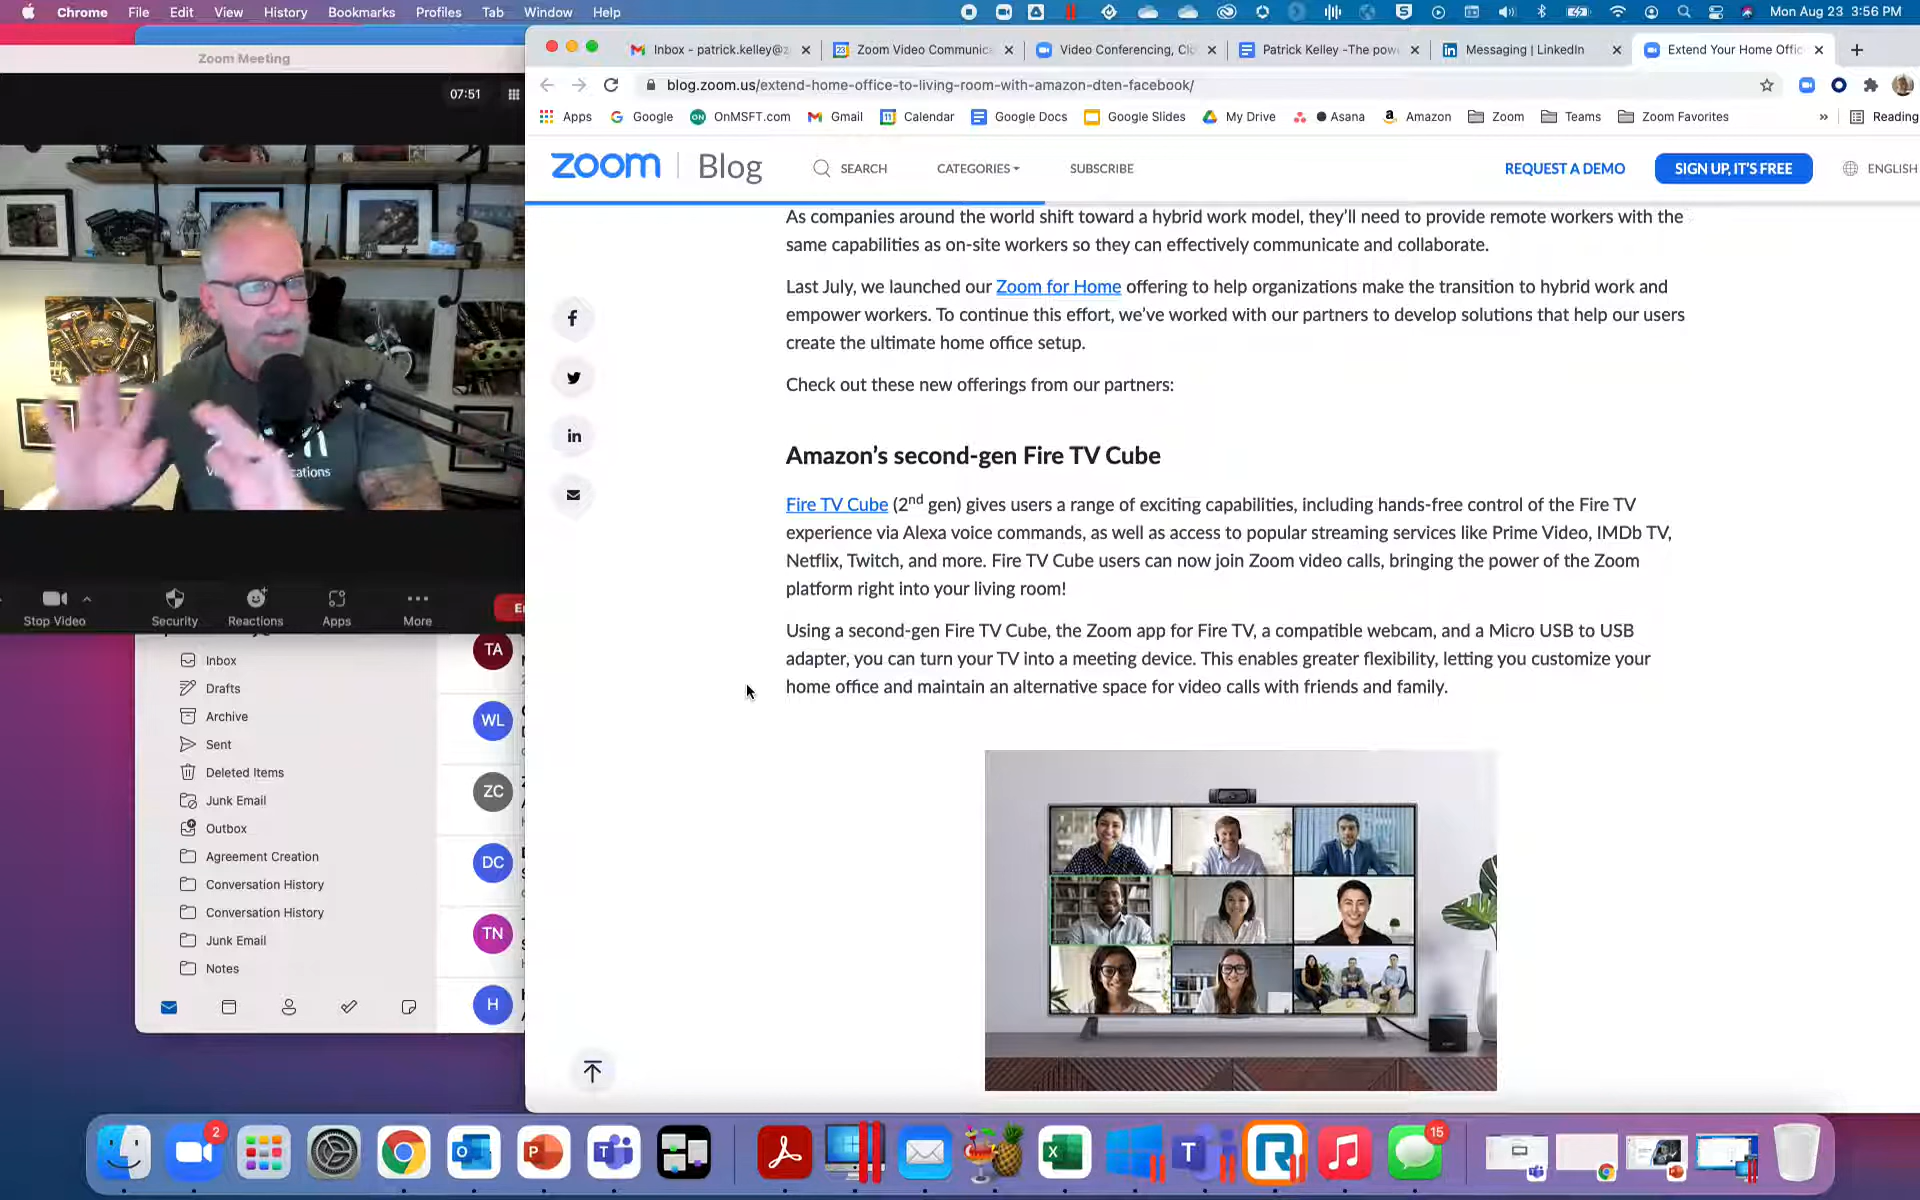 Chrome File Edit View History Bookmarks Profiles Tab Window Help
Mon Aug 23 3:56 PM
Zoom Meeting
07:51
Stop Video
Security
Reactions
Apps
More
Inbox
Drafts
Archive
Sent
Deleted Items
Junk Email
Outbox
Agreement Creation
Conversation History
Conversation History
Junk Email
Notes
TA
WL
ZC
DC
TN
H
Inbox - patrick.kelley@z
Zoom Video Communic
Video Conferencing, Cl
Patrick Kelley -The pow
Messaging | LinkedIn
Extend Your Home Offic
blog.zoom.us/extend-home-office-to-living-room-with-amazon-dten-facebook/
Apps Google OnMSFT.com Gmail Calendar Google Docs Google Slides My Drive Asana Amazon Zoom Teams Zoom Favorites » Reading
zoom | Blog SEARCH CATEGORIES SUBSCRIBE REQUEST A DEMO SIGN UP, IT'S FREE ENGLISH
As companies around the world shift toward a hybrid work model, they'll need to provide remote workers with the
same capabilities as on-site workers so they can effectively communicate and collaborate.
Last July, we launched our Zoom for Home offering to help organizations make the transition to hybrid work and
empower workers. To continue this effort, we've worked with our partners to develop solutions that help our users
create the ultimate home office setup.
Check out these new offerings from our partners:
Amazon's second-gen Fire TV Cube
Fire TV Cube (2nd gen) gives users a range of exciting capabilities, including hands-free control of the Fire TV
experience via Alexa voice commands, as well as access to popular streaming services like Prime Video, IMDb TV,
Netflix, Twitch, and more. Fire TV Cube users can now join Zoom video calls, bringing the power of the Zoom
platform right into your living room!
Using a second-gen Fire TV Cube, the Zoom app for Fire TV, a compatible webcam, and a Micro USB to USB
adapter, you can turn your TV into a meeting device. This enables greater flexibility, letting you customize your
home office and maintain an alternative space for video calls with friends and family.
2
15